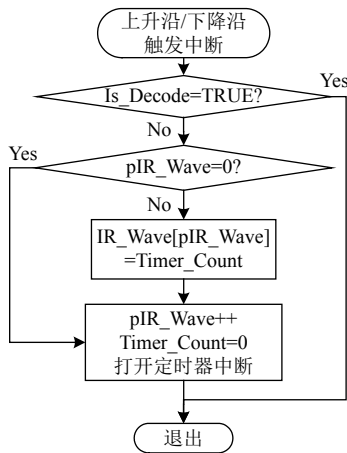 上升沿/下降沿
触发中断
Is_Decode=TRUE?
Yes
No
Yes
pIR_Wave=0?
No
IR_Wave[pIR_Wave]
=Timer_Count
pIR_Wave++
Timer_Count=0
打开定时器中断
退出